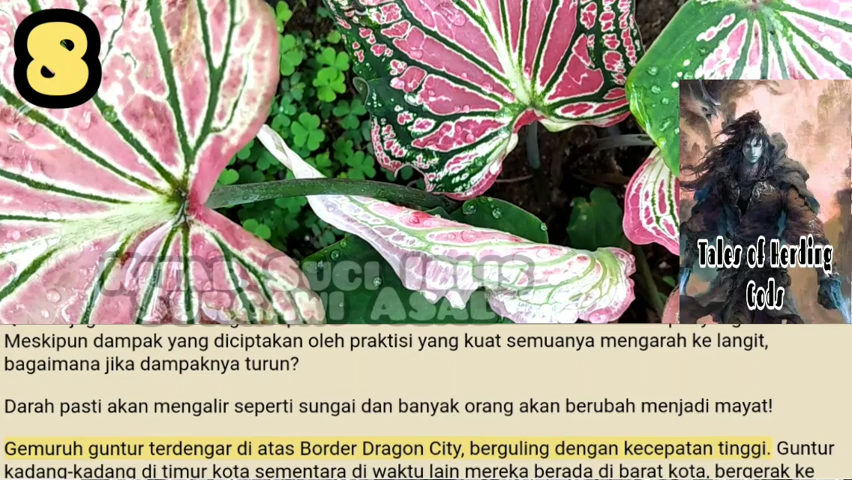 8
Tales of Herding
Gods
Meskipun dampak yang diciptakan oleh praktisi yang kuat semuanya mengarah ke langit,
bagaimana jika dampaknya turun?
Darah pasti akan mengalir seperti sungai dan banyak orang akan berubah menjadi mayat!
Gemuruh guntur terdengar di atas Border Dragon City, berguling dengan kecepatan tinggi. Guntur
kadang-kadang di timur kota sementara di waktu lain mereka berada di barat kota, bergerak ke